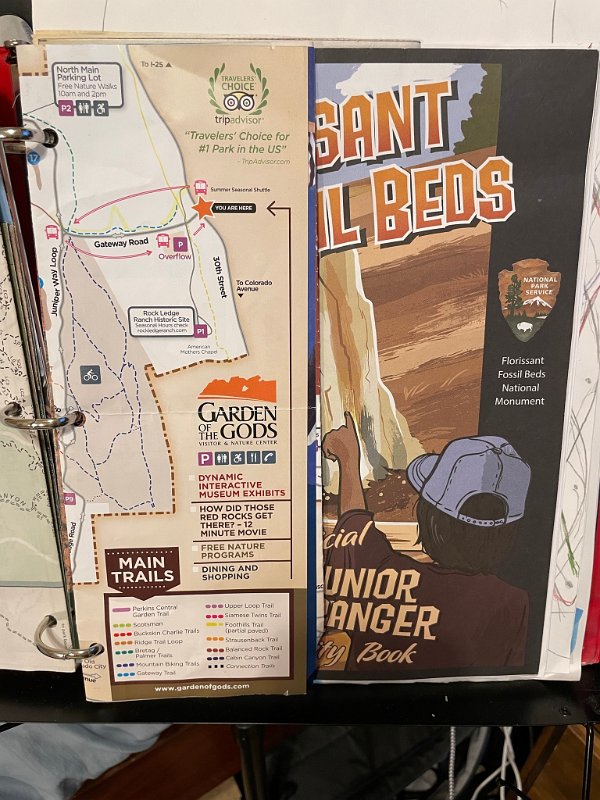 To I-25
North Main
Parking Lot
Free Nature Walks
10am and 2pm
P2
TRAVELERS'
CHOICE
tripadvisor
"Travelers' Choice for
#1 Park in the US"
- TripAdvisor.com
17
Summer Seasonal Shuttle
YOU ARE HERE
Gateway Road
P
Overflow
Juniper Way Loop
30th Street
To Colorado
Avenue
Rock Ledge
Ranch Historic Site
Seasonal Hours check
rockledgeranch.com
P1
American
Mothers Chapel
GARDEN
OF THE GODS
VISITOR & NATURE CENTER
P
DYNAMIC
INTERACTIVE
MUSEUM EXHIBITS
HOW DID THOSE
RED ROCKS GET
THERE? – 12
MINUTE MOVIE
FREE NATURE
PROGRAMS
DINING AND
SHOPPING
P9
Road
MAIN
TRAILS
Perkins Central
Garden Trail
Scotsman
Buckskin Charlie Trails
Ridge Trail Loop
Bretag /
Palmer Trails
Mountain Biking Trails
Gateway Trail
Upper Loop Trail
Siamese Twins Trail
Foothills Trail
(partial paved)
Strausenback Trail
Balanced Rock Trail
Cabin Canyon Trail
Connection Trails
www.gardenofgods.com
4
SANT
IL BEDS
NATIONAL
PARK
SERVICE
Florissant
Fossil Beds
National
Monument
cial
UNIOR
ANGER
ty Book